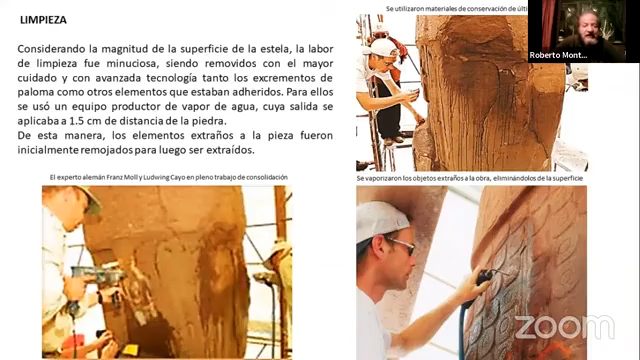 LIMPIEZA
Se utilizaron materiales de conservación de últi
Roberto Mont...
Considerando la magnitud de la superficie de la estela, la labor
de limpieza fue minuciosa, siendo removidos con el mayor
cuidado y con avanzada tecnología tanto los excrementos de
paloma como otros elementos que estaban adheridos. Para ellos
se usó un equipo productor de vapor de agua, cuya salida se
aplicaba a 1.5 cm de distancia de la piedra.
De esta manera, los elementos extraños a la pieza fueron
inicialmente remojados para luego ser extraídos.
El experto alemán Franz Moll y Ludwing Cayo en pleno trabajo de consolidación
Se vaporizaron los objetos extraños a la obra, eliminándolos de la superficie
zoom